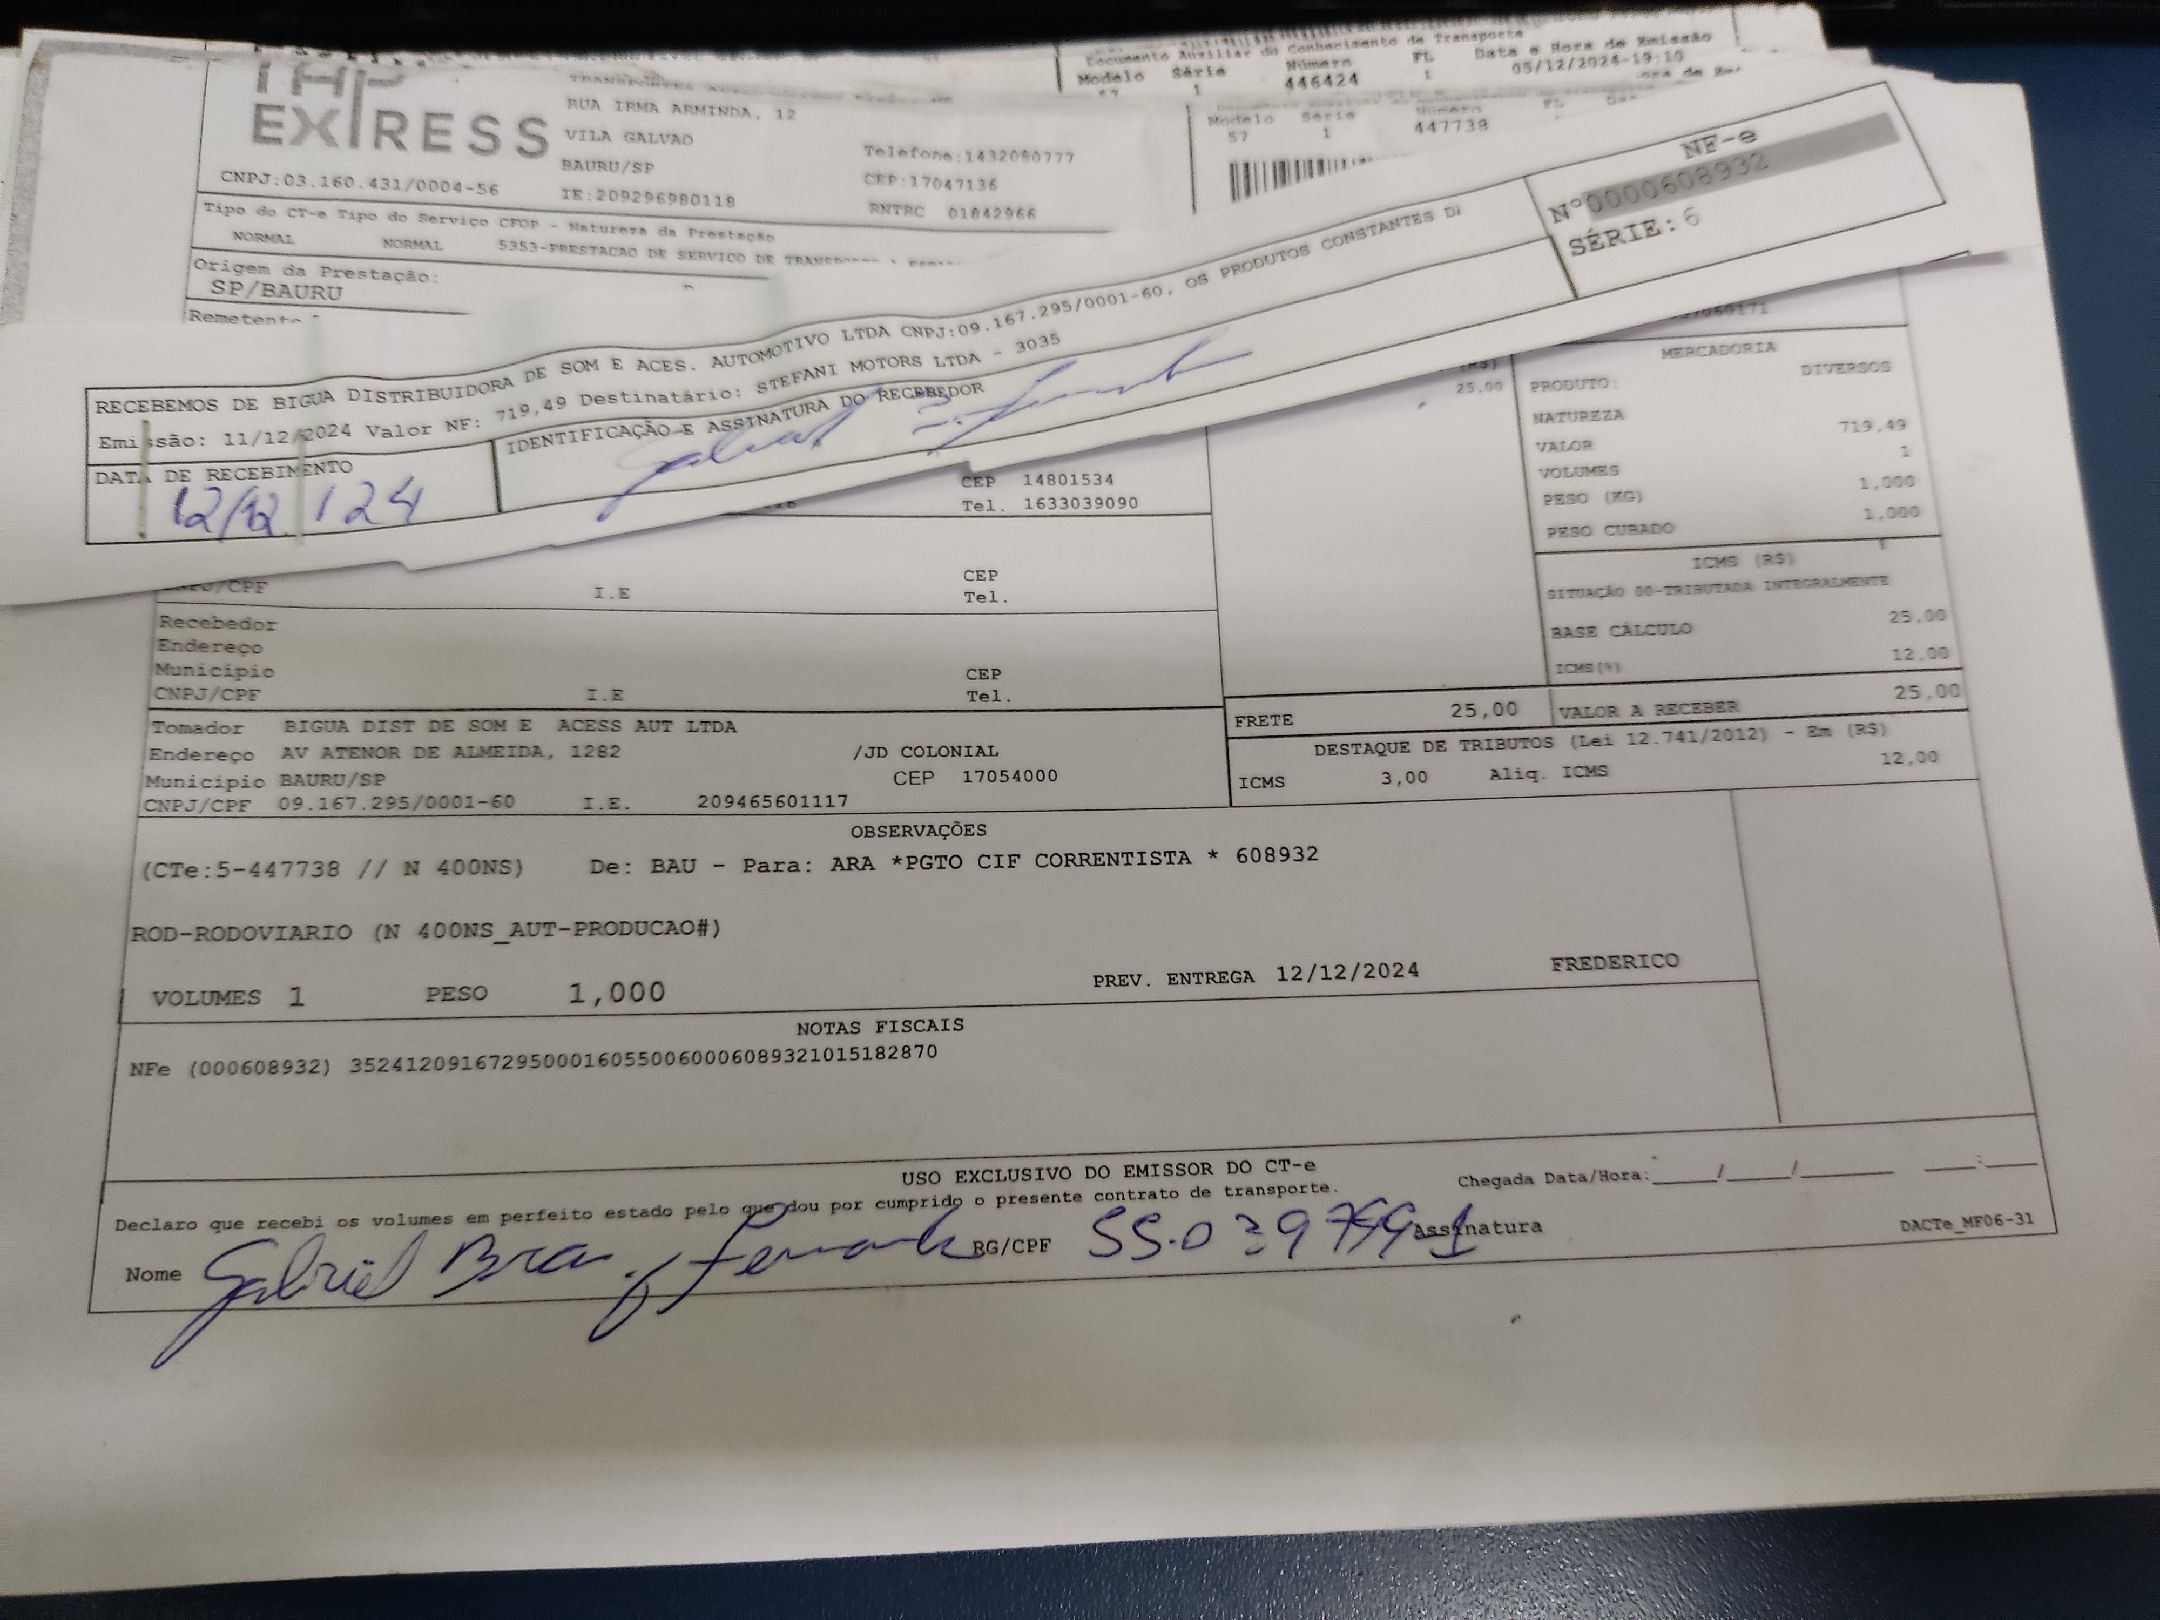 Documento Auxiliar do Conhecimento de Transporte
Modelo Série Número FL Data e Hora de Emissão
57 1 446424 1 05/12/2024-19:10
Modelo Série Número FL
57 1 447738
EXPRESS
RUA IRMA ARMINDA, 12
VILA GALVAO
BAURU/SP
Telefone:1432080777
CEP:17047136
CNPJ:03.160.431/0004-56 IE:209296980118 RNTRC 01842966
Tipo do CT-e Tipo do Serviço CFOP - Natureza da Prestação
NORMAL NORMAL 5353-PRESTACAO DE SERVICO DE
Origem da Prestação:
SP/BAURU
Remetente
NF-e
Nº0000608932
SÉRIE:6
RECEBEMOS DE BIGUA DISTRIBUIDORA DE SOM E ACES. AUTOMOTIVO LTDA CNPJ:09.167.295/0001-60, OS PRODUTOS CONSTANTES
Emissão: 11/12/2024 Valor NF: 719,49 Destinatário: STEFANI MOTORS LTDA - 3035
DATA DE RECEBIMENTO IDENTIFICAÇÃO E ASSINATURA DO RECEBEDOR
12/12/24
25,00
MERCADORIA
PRODUTO: DIVERSOS
NATUREZA
VALOR 719,49
VOLUMES 1
PESO (KG) 1,000
PESO CUBADO 1,000
ICMS (R$)
SITUAÇÃO 00-TRIBUTADA INTEGRALMENTE
BASE CÁLCULO 25,00
ICMS(%) 12,00
FRETE 25,00 VALOR A RECEBER 25,00
DESTAQUE DE TRIBUTOS (Lei 12.741/2012) - Em (R$)
ICMS 3,00 Aliq. ICMS 12,00
CEP 14801534
Tel. 1633039090
CEP
CNPJ/CPF I.E Tel.
Recebedor
Endereço
Município CEP
CNPJ/CPF I.E Tel.
Tomador BIGUA DIST DE SOM E ACESS AUT LTDA
Endereço AV ATENOR DE ALMEIDA, 1282 /JD COLONIAL
Município BAURU/SP CEP 17054000
CNPJ/CPF 09.167.295/0001-60 I.E. 209465601117
OBSERVAÇÕES
(CTe:5-447738 // N 400NS) De: BAU - Para: ARA *PGTO CIF CORRENTISTA * 608932
ROD-RODOVIARIO (N 400NS_AUT-PRODUCAO#)
VOLUMES 1 PESO 1,000 PREV. ENTREGA 12/12/2024 FREDERICO
NOTAS FISCAIS
NFe (000608932) 35241209167295000160550060006089321015182870
USO EXCLUSIVO DO EMISSOR DO CT-e
Declaro que recebi os volumes em perfeito estado pelo que dou por cumprido o presente contrato de transporte.
Chegada Data/Hora:____/____/______ ___:___
Nome Gabriel RG/CPF Assinatura
DACTe_MF06-31